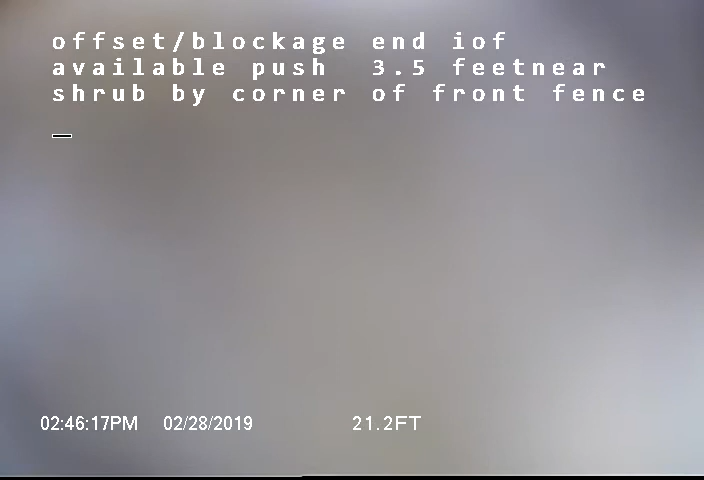 offset/blockage end iof
available push 3.5 feetnear
shrub by corner of front fence
02:46:17PM 02/28/2019 21.2FT